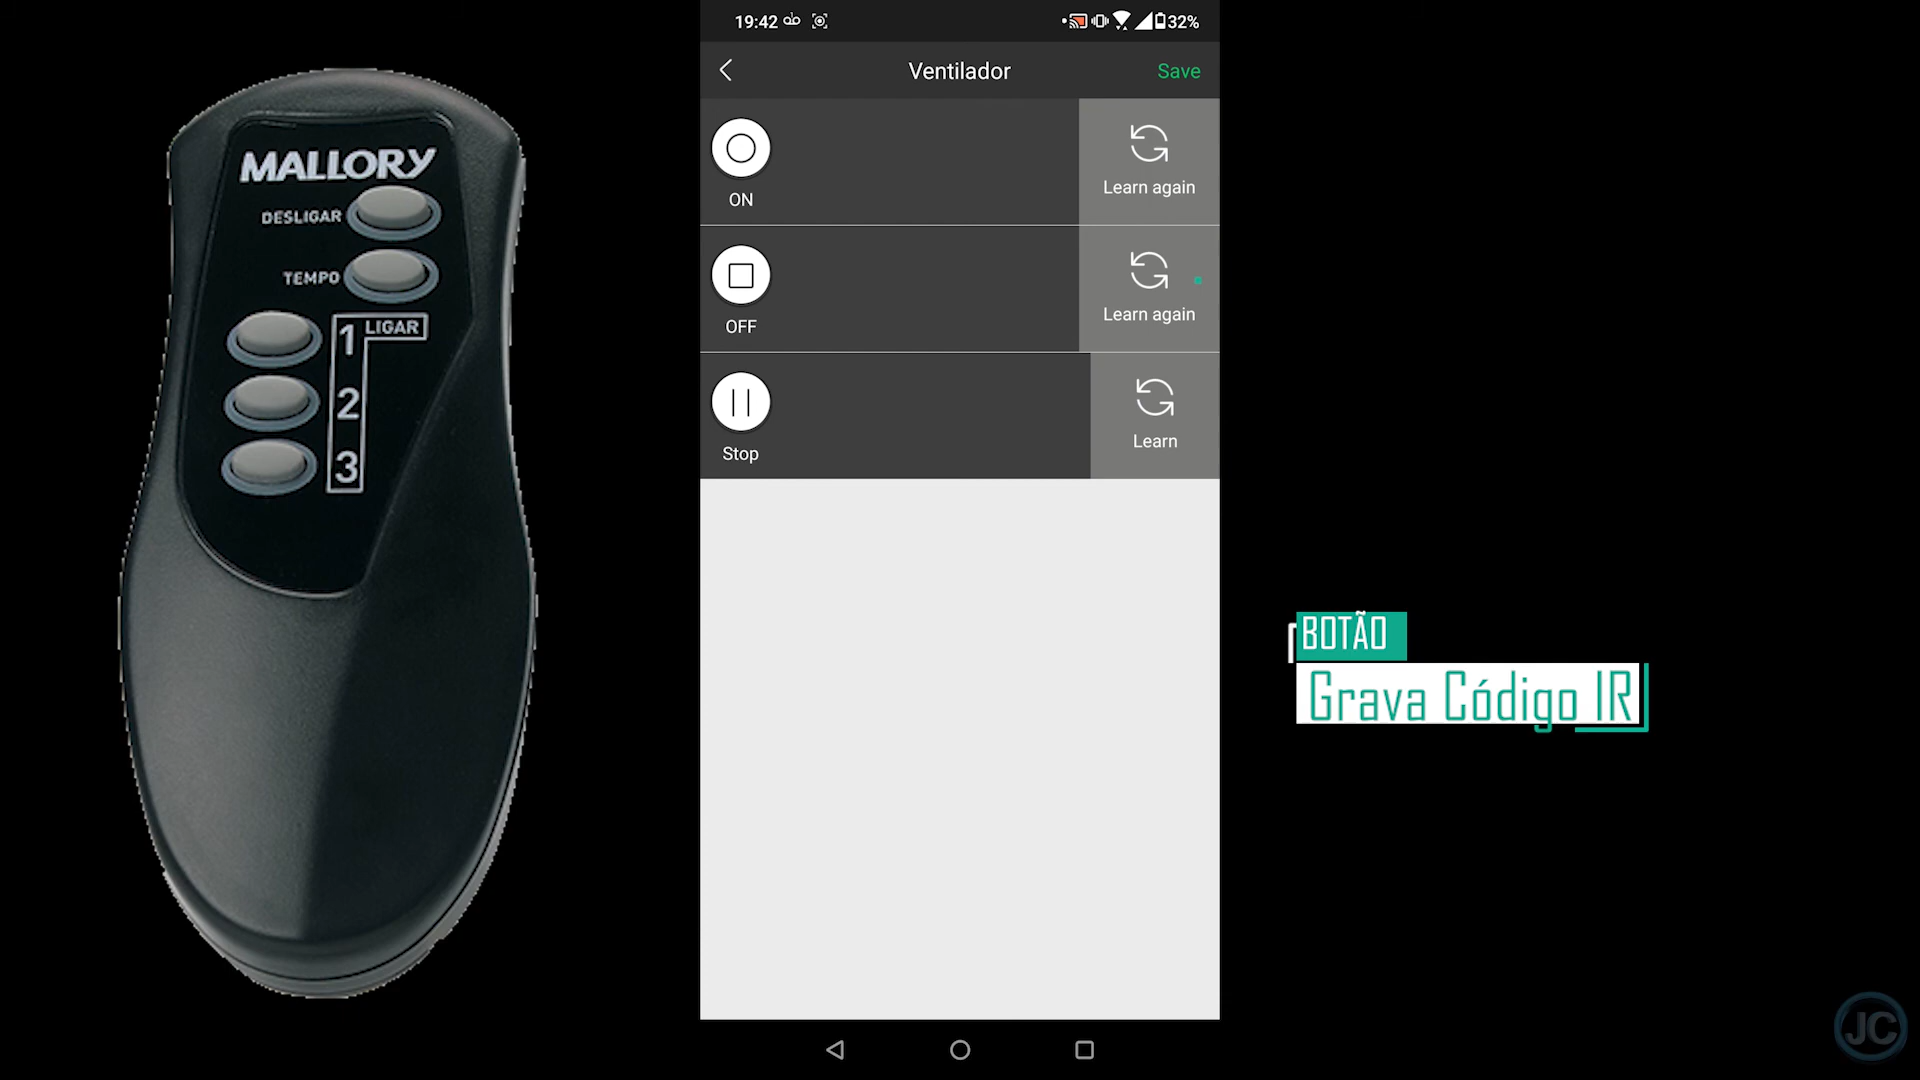 MALLORY
DESLIGAR
TEMPO
1 LIGAR
2
3
19:42
32%
Ventilador
Save
ON
Learn again
OFF
Learn again
Stop
Learn
BOTÃO
Grava Código IR
JC